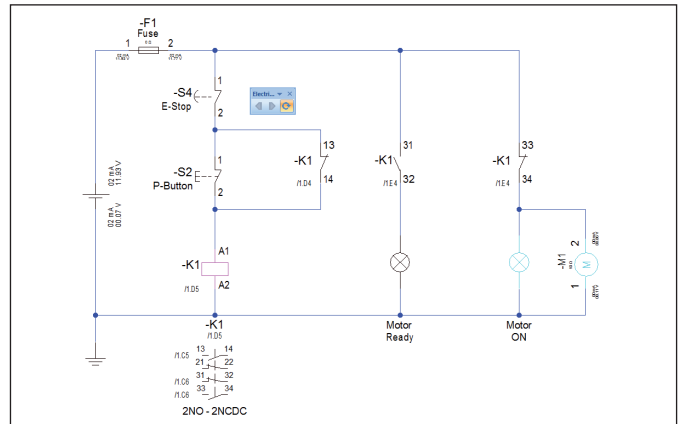 -F1
Fuse
1
2
-S4
E-Stop
1
2
Electri...
-S2
P-Button
1
2
13
-K1
/1.D4
14
31
-K1
/1.E4
32
33
-K1
/1.E4
34
02 mA
11.93 V
02 mA
00.07 V
A1
-K1
/1.D5
A2
-M1
2
M
1
-K1
/1.D5
Motor
Ready
Motor
ON
/1.C5 13 14
21 22
/1.C6 31 32
/1.C6 33 34
2NO - 2NCDC